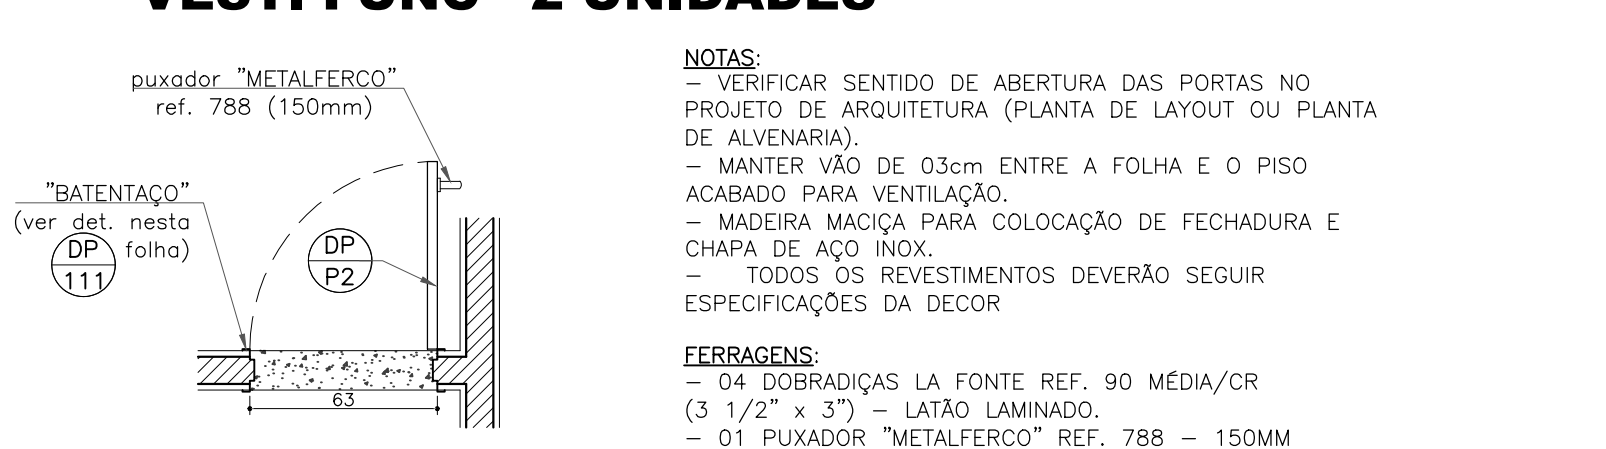 VESTI FUNC - 2 UNIDADES
puxador "METALFERCO"
ref. 788 (150mm)
"BATENTAÇO"
(ver det. nesta
folha)
DP
111
DP
P2
63
NOTAS:
– VERIFICAR SENTIDO DE ABERTURA DAS PORTAS NO
PROJETO DE ARQUITETURA (PLANTA DE LAYOUT OU PLANTA
DE ALVENARIA).
– MANTER VÃO DE 03cm ENTRE A FOLHA E O PISO
ACABADO PARA VENTILAÇÃO.
– MADEIRA MACIÇA PARA COLOCAÇÃO DE FECHADURA E
CHAPA DE AÇO INOX.
– TODOS OS REVESTIMENTOS DEVERÃO SEGUIR
ESPECIFICAÇÕES DA DECOR
FERRAGENS:
– 04 DOBRADIÇAS LA FONTE REF. 90 MÉDIA/CR
(3 1/2" x 3") – LATÃO LAMINADO.
– 01 PUXADOR "METALFERCO" REF. 788 – 150MM